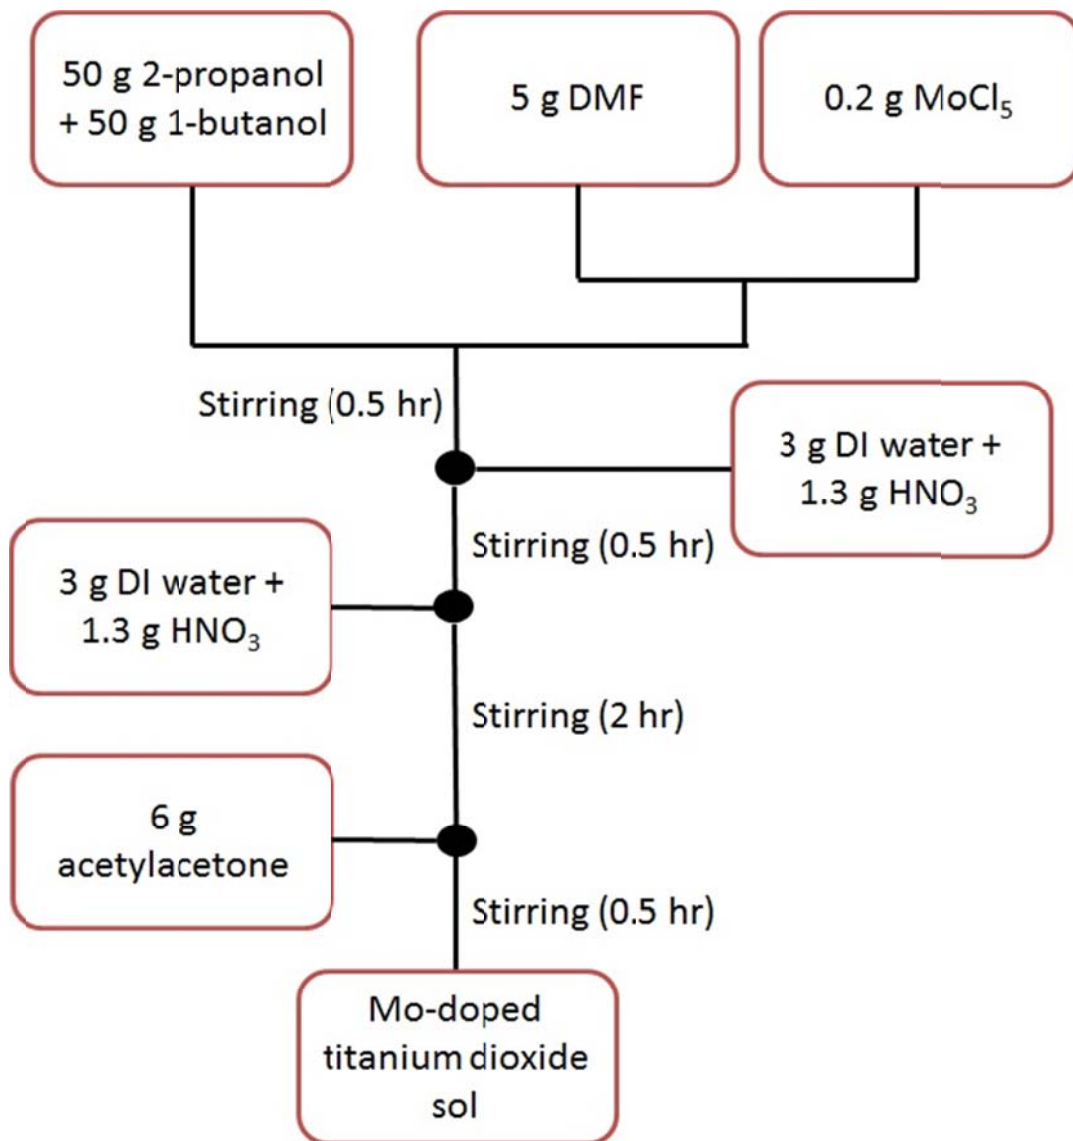 50 g 2-propanol
+ 50 g 1-butanol
5 g DMF
0.2 g MoCl₅
Stirring (0.5 hr)
3 g DI water +
1.3 g HNO₃
Stirring (0.5 hr)
3 g DI water +
1.3 g HNO₃
Stirring (2 hr)
6 g
acetylacetone
Stirring (0.5 hr)
Mo-doped
titanium dioxide
sol